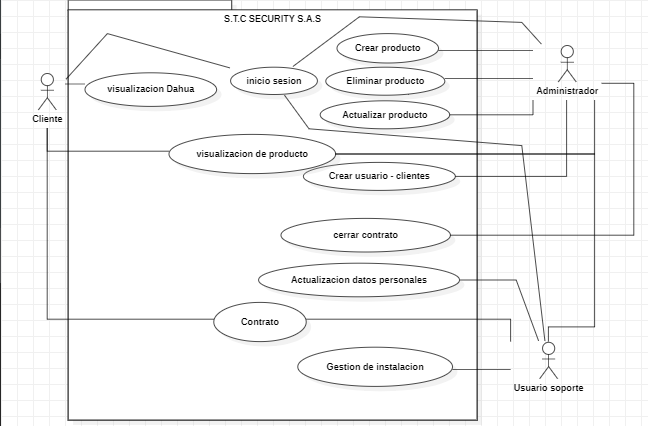 S.T.C SECURITY S.A.S
Crear producto
inicio sesion
Eliminar producto
visualizacion Dahua
Administrador
Cliente
Actualizar producto
visualizacion de producto
Crear usuario - clientes
cerrar contrato
Actualizacion datos personales
Contrato
Gestion de instalacion
Usuario soporte